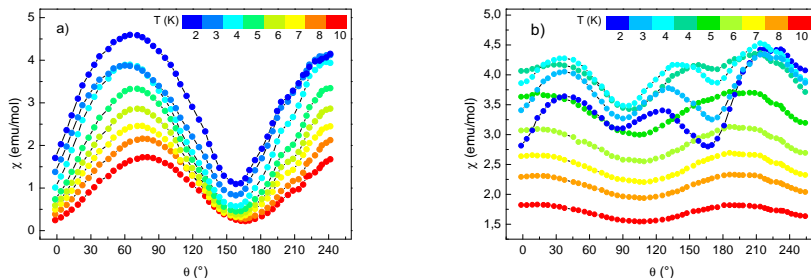 a)
T (K)
2 3 4 5 6 7 8 10
5
4
3
2
1
0
χ (emu/mol)
0 30 60 90 120 150 180 210 240
θ (°)
b)
T (K)
2 3 4 5 6 7 8 10
5,0
4,5
4,0
3,5
3,0
2,5
2,0
1,5
χ (emu/mol)
0 30 60 90 120 150 180 210 240
θ (°)